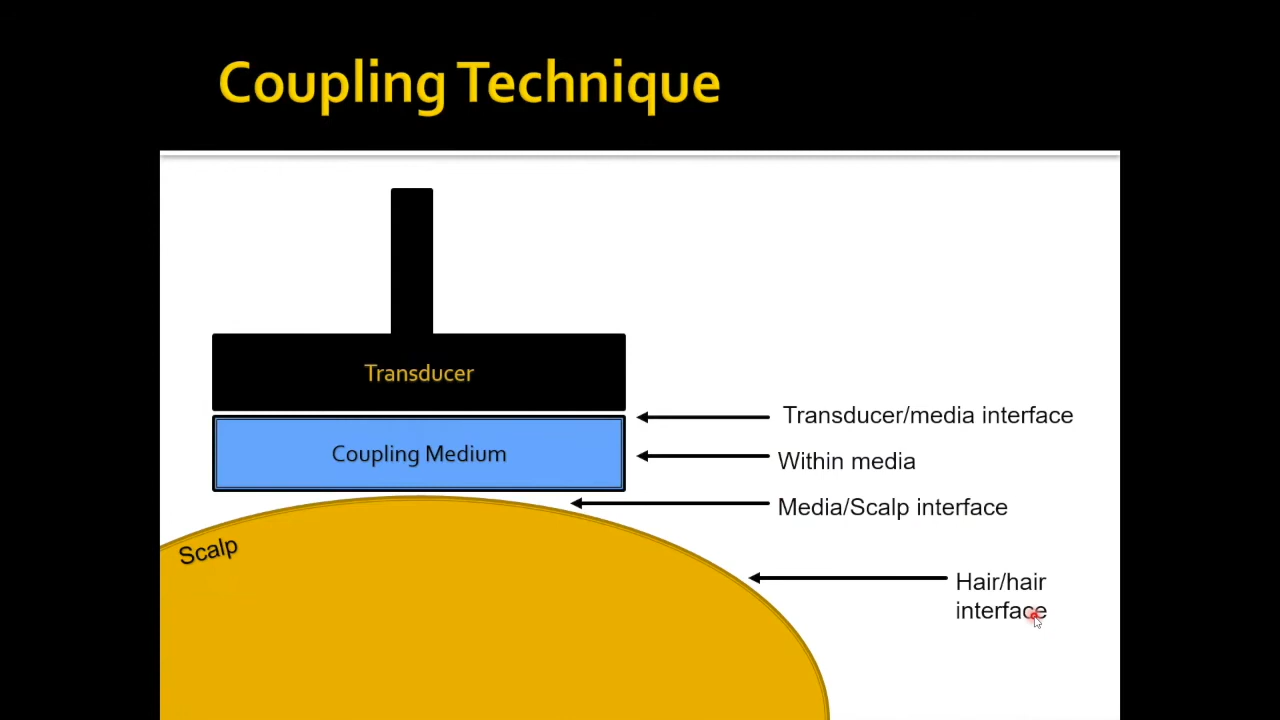 Coupling Technique
Transducer
Coupling Medium
Transducer/media interface
Within media
Media/Scalp interface
Scalp
Hair/hair
interface